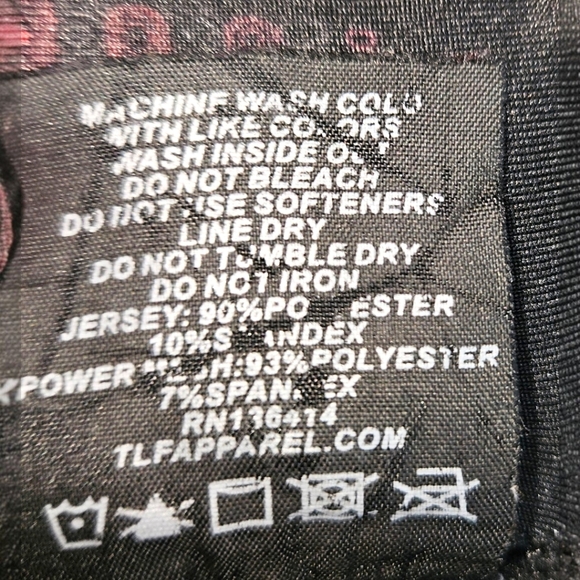 MACHINE WASH COLD
WITH LIKE COLORS
WASH INSIDE OUT
DO NOT BLEACH
DO NOT USE SOFTENERS
LINE DRY
DO NOT TUMBLE DRY
DO NOT IRON
JERSEY: 90%POLYESTER
10%SPANDEX
POWER MESH:93%POLYESTER
7%SPANDEX
RN136414
TLFAPPAREL.COM